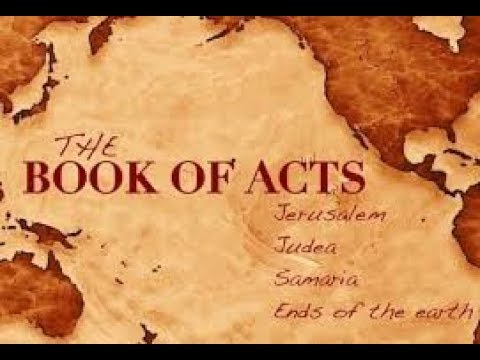 THE
BOOK OF ACTS
Jerusalem
Judea
Samaria
Ends of the earth